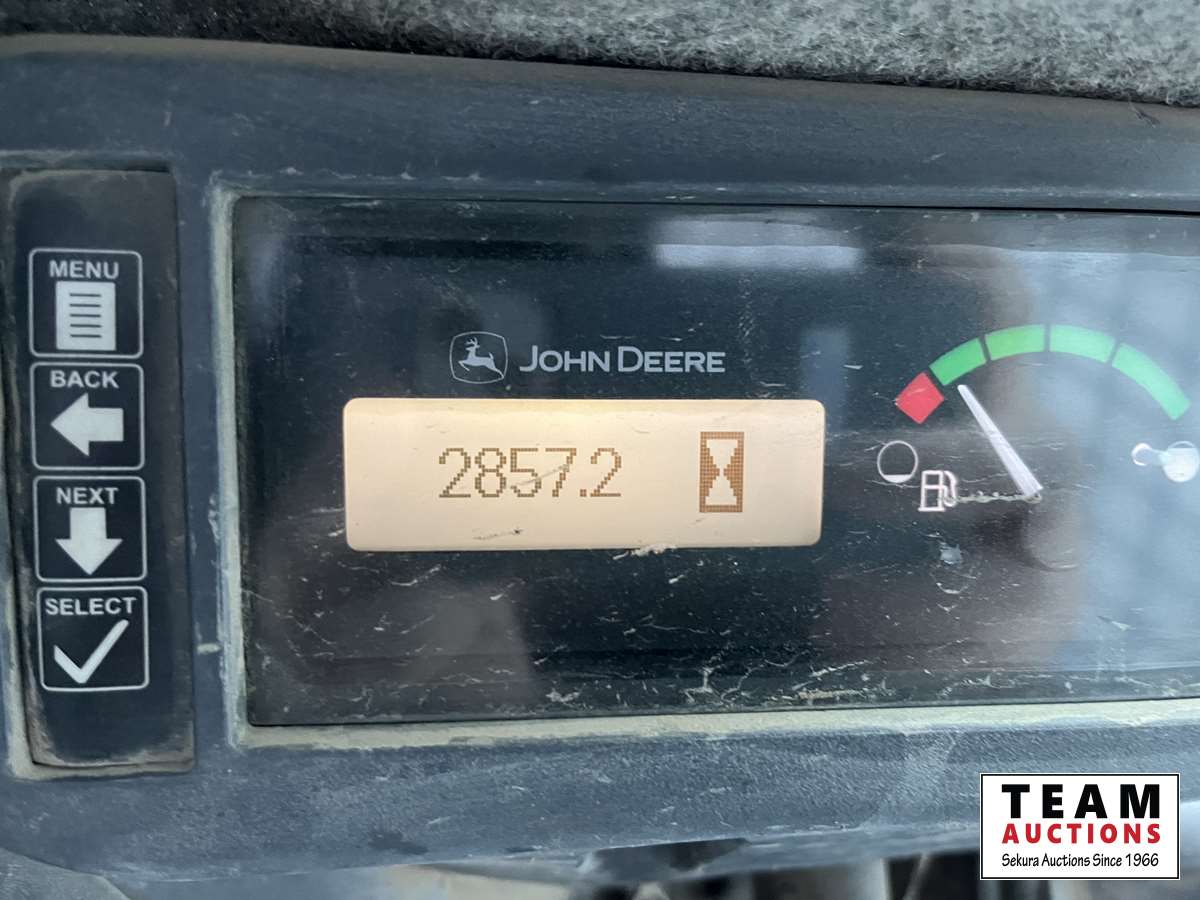 MENU
BACK
NEXT
SELECT
JOHN DEERE
2857.2
TEAM
AUCTIONS
Sekura Auctions Since 1966